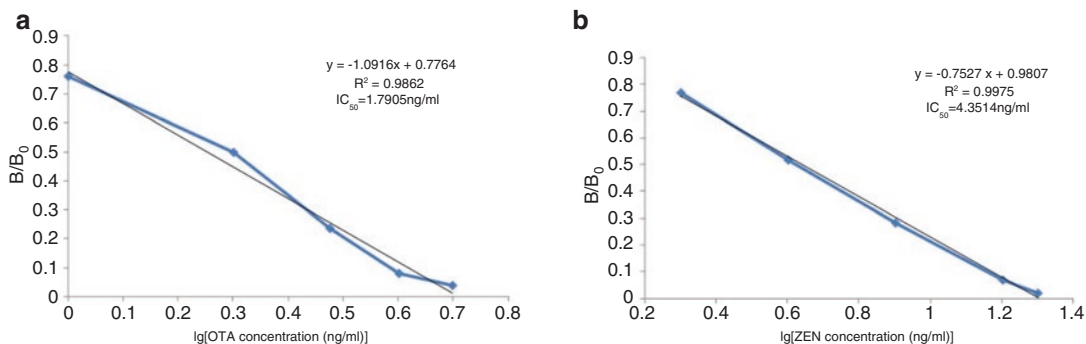 a
0.9
0.8
0.7
0.6
0.5
0.4
0.3
0.2
0.1
0
B/B₀
y = -1.0916x + 0.7764
R² = 0.9862
IC₅₀=1.7905ng/ml
0 0.1 0.2 0.3 0.4 0.5 0.6 0.7 0.8
lg[OTA concentration (ng/ml)]
b
0.9
0.8
0.7
0.6
0.5
0.4
0.3
0.2
0.1
0
B/B₀
y = -0.7527 x + 0.9807
R² = 0.9975
IC₅₀=4.3514ng/ml
0.2 0.4 0.6 0.8 1 1.2 1.4
lg[ZEN concentration (ng/ml)]